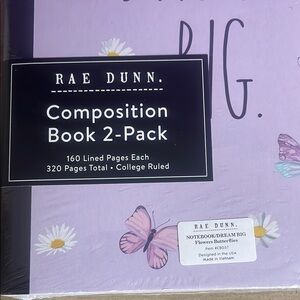 BIG.
RAE DUNN.
Composition
Book 2-Pack
160 Lined Pages Each
320 Pages Total • College Ruled
RAE DUNN.
NOTEBOOK/DREAM BIG
Flowers Butterflies
Designed in the USA
MADE in Vietnam